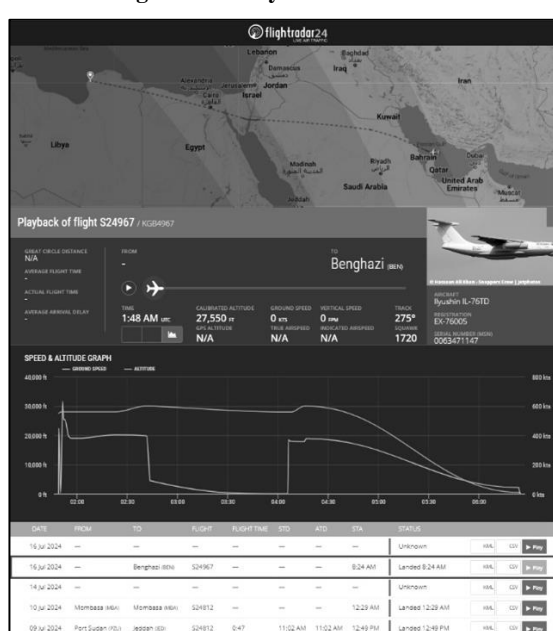 flightradar24
LIVE AIR TRAFFIC
Lebanon
Baghdad
Damascus
Iraq
Iran
Alexandria
Jerusalem
Jordan
Cairo
Israel
Kuwait
Libya
Egypt
Madinah
Riyadh
Bahrain
Dubai
Qatar
United Arab
Emirates
Muscat
Saudi Arabia
Jeddah
Playback of flight S24967 / KGB4967
GREAT CIRCLE DISTANCE
N/A
AVERAGE FLIGHT TIME
-
ACTUAL FLIGHT TIME
-
AVERAGE ARRIVAL DELAY
-
FROM
-
TO
Benghazi (BEN)
TIME
1:48 AM UTC
CALIBRATED ALTITUDE
27,550 FT
GPS ALTITUDE
N/A
GROUND SPEED
0 KTS
TRUE AIRSPEED
N/A
VERTICAL SPEED
0 FPM
INDICATED AIRSPEED
N/A
TRACK
275°
SQUAWK
1720
AIRCRAFT
Ilyushin IL-76TD
REGISTRATION
EX-76005
SERIAL NUMBER (MSN)
0063471147
SPEED & ALTITUDE GRAPH
GROUND SPEED ALTITUDE
40,000 ft 800 kts
30,000 ft 600 kts
20,000 ft 400 kts
10,000 ft 200 kts
0 ft 0 kts
02:00 02:30 03:00 03:30 04:00 04:30 05:00 05:30 06:00
DATE FROM TO FLIGHT FLIGHT TIME STD ATD STA STATUS
16 Jul 2024 — — — — — — — Unknown KML CSV Play
16 Jul 2024 — Benghazi (BEN) S24967 — — — 8:24 AM Landed 8:24 AM KML CSV Play
14 Jul 2024 — — — — — — — Unknown KML CSV Play
10 Jul 2024 Mombasa (MBA) Mombasa (MBA) S24812 — — — 12:29 AM Landed 12:29 AM KML CSV Play
09 Jul 2024 Port Sudan (PZU) Jeddah (JED) S24812 0:47 11:02 AM 11:02 AM 12:49 PM Landed 12:49 PM KML CSV Play